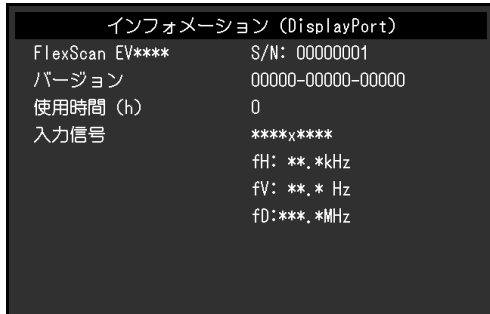 インフォメーション (DisplayPort)
FlexScan EV**** S/N: 00000001
バージョン 00000-00000-00000
使用時間 (h) 0
入力信号 ****x****
fH: **.*kHz
fV: **.* Hz
fD:***.*MHz